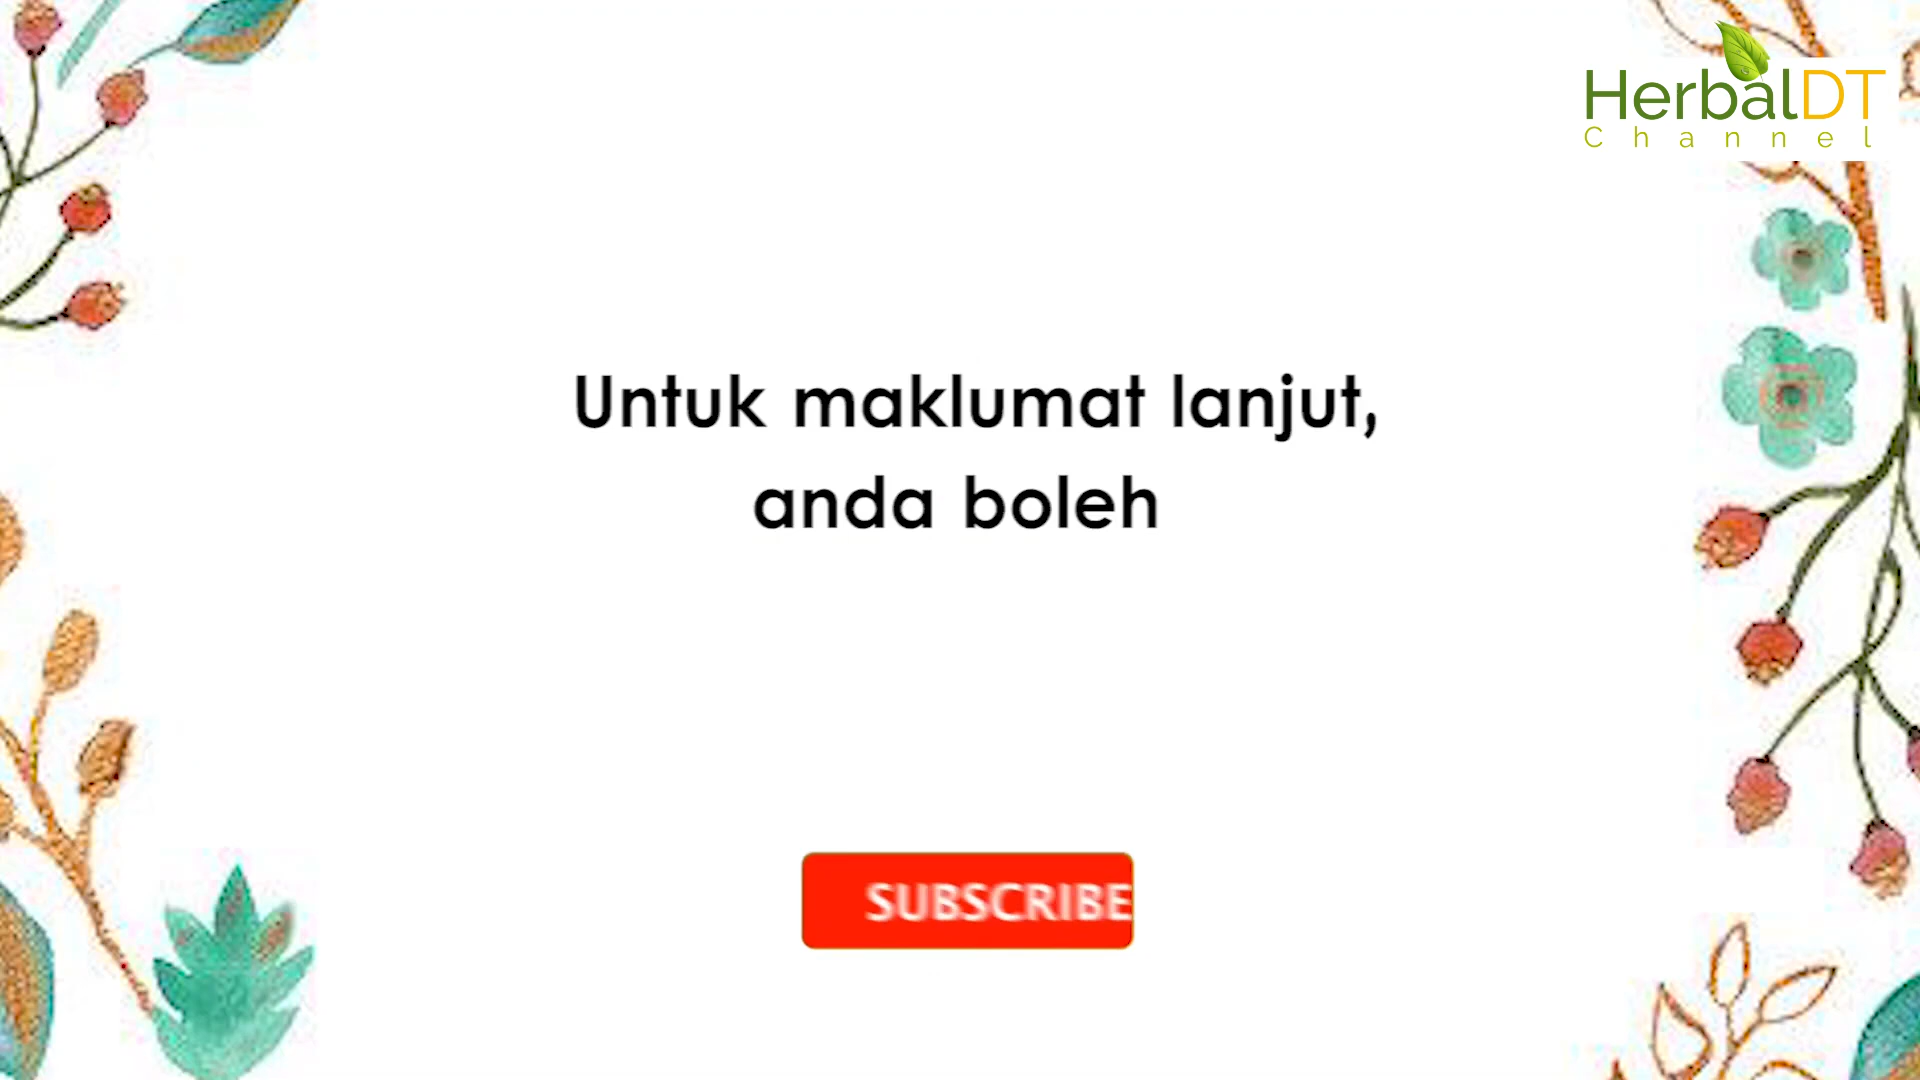 HerbalDT
Channel
Untuk maklumat lanjut,
anda boleh
SUBSCRIBE